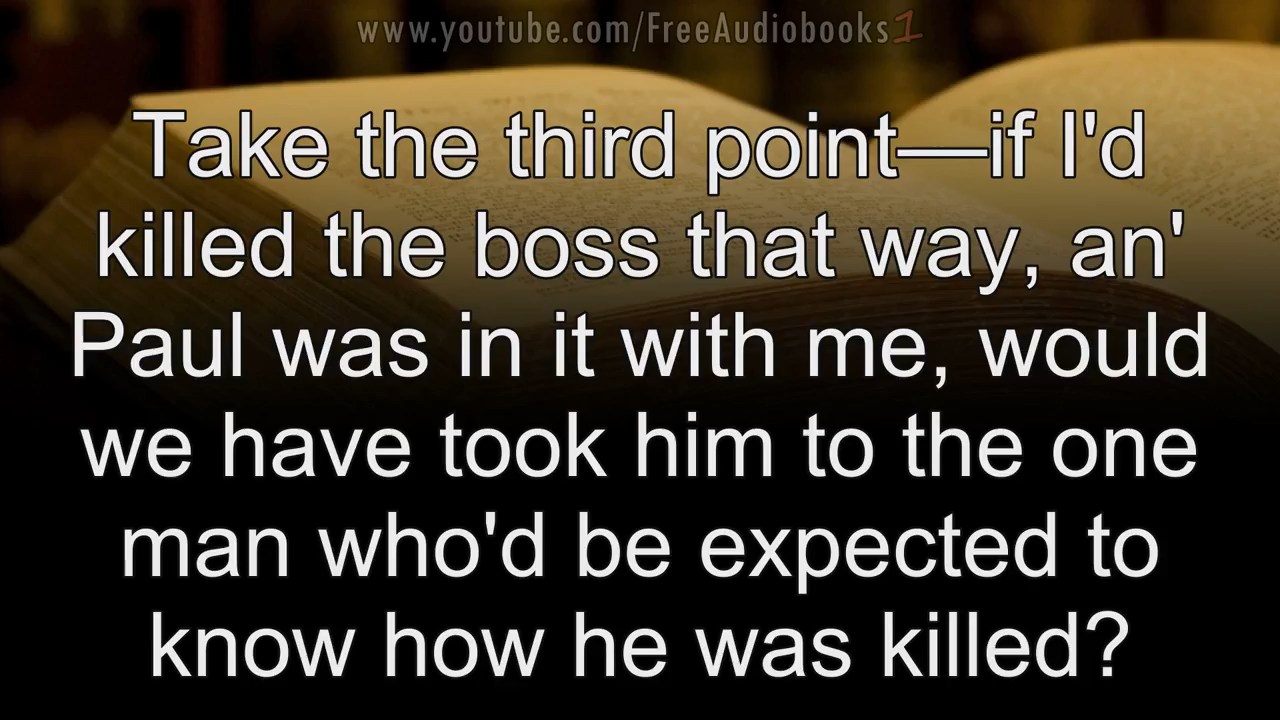 www.youtube.com/FreeAudiobooks1
Take the third point—if I'd
killed the boss that way, an'
Paul was in it with me, would
we have took him to the one
man who'd be expected to
know how he was killed?